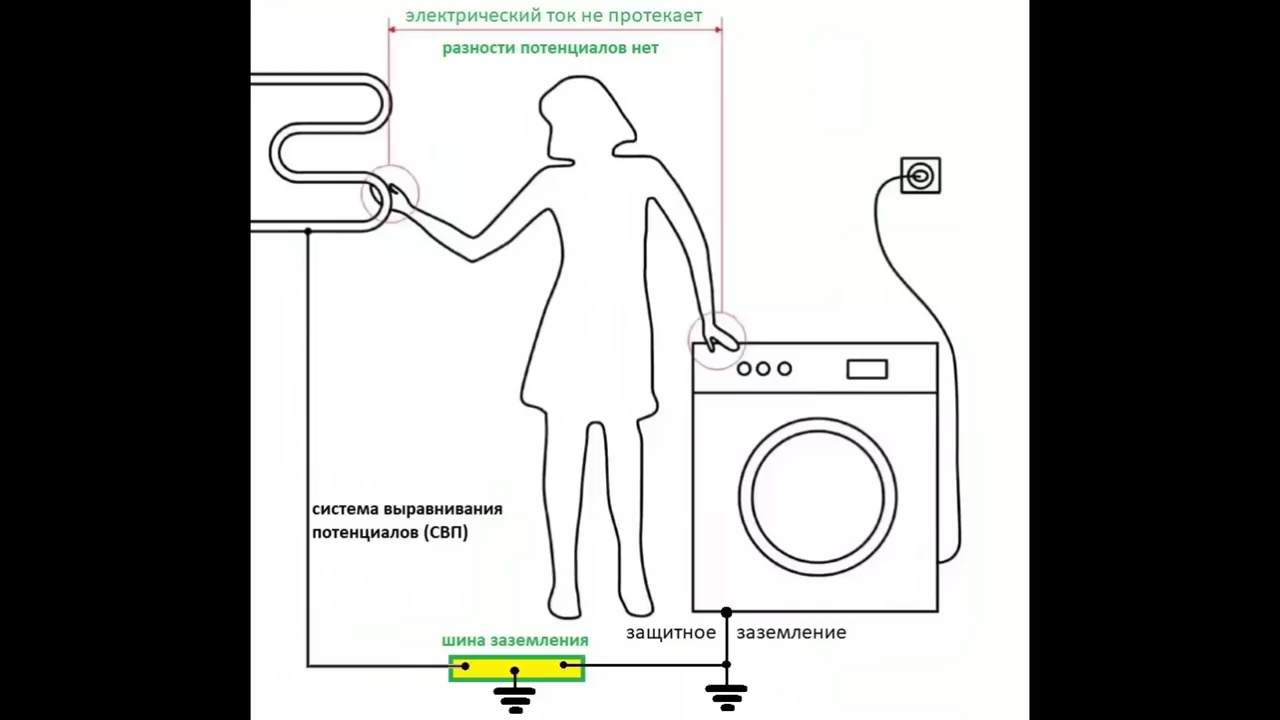 электрический ток не протекает
разности потенциалов нет
система выравнивания
потенциалов (СВП)
шина заземления
защитное заземление